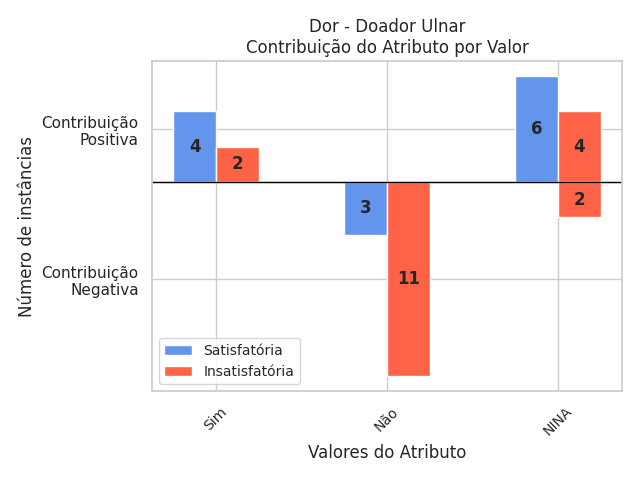 Dor - Doador Ulnar
Contribuição do Atributo por Valor
Número de instâncias
Contribuição
Positiva
Contribuição
Negativa
4
2
3
11
6
4
2
Satisfatória
Insatisfatória
Sim
Não
NINA
Valores do Atributo